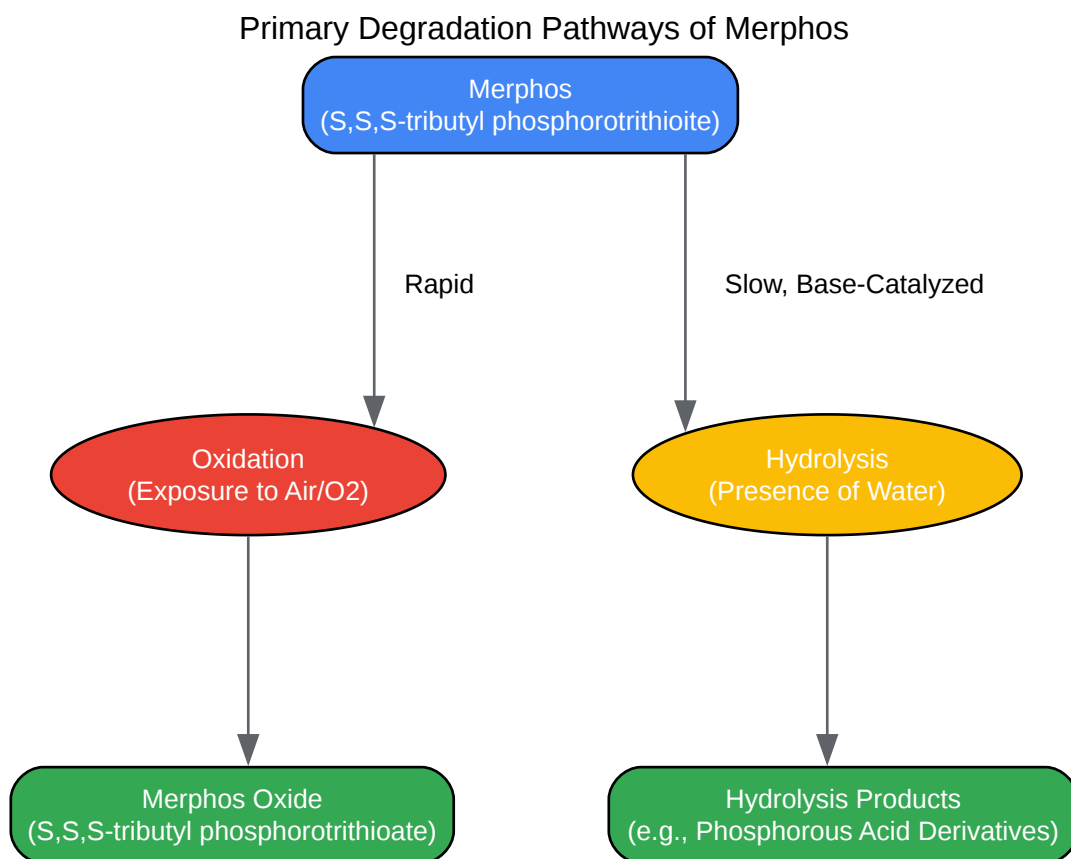 Primary Degradation Pathways of Merphos
Merphos
(S,S,S-tributyl phosphorotrithioite)
Rapid
Slow, Base-Catalyzed
Oxidation
(Exposure to Air/O2)
Hydrolysis
(Presence of Water)
Merphos Oxide
(S,S,S-tributyl phosphorotrithioate)
Hydrolysis Products
(e.g., Phosphorous Acid Derivatives)